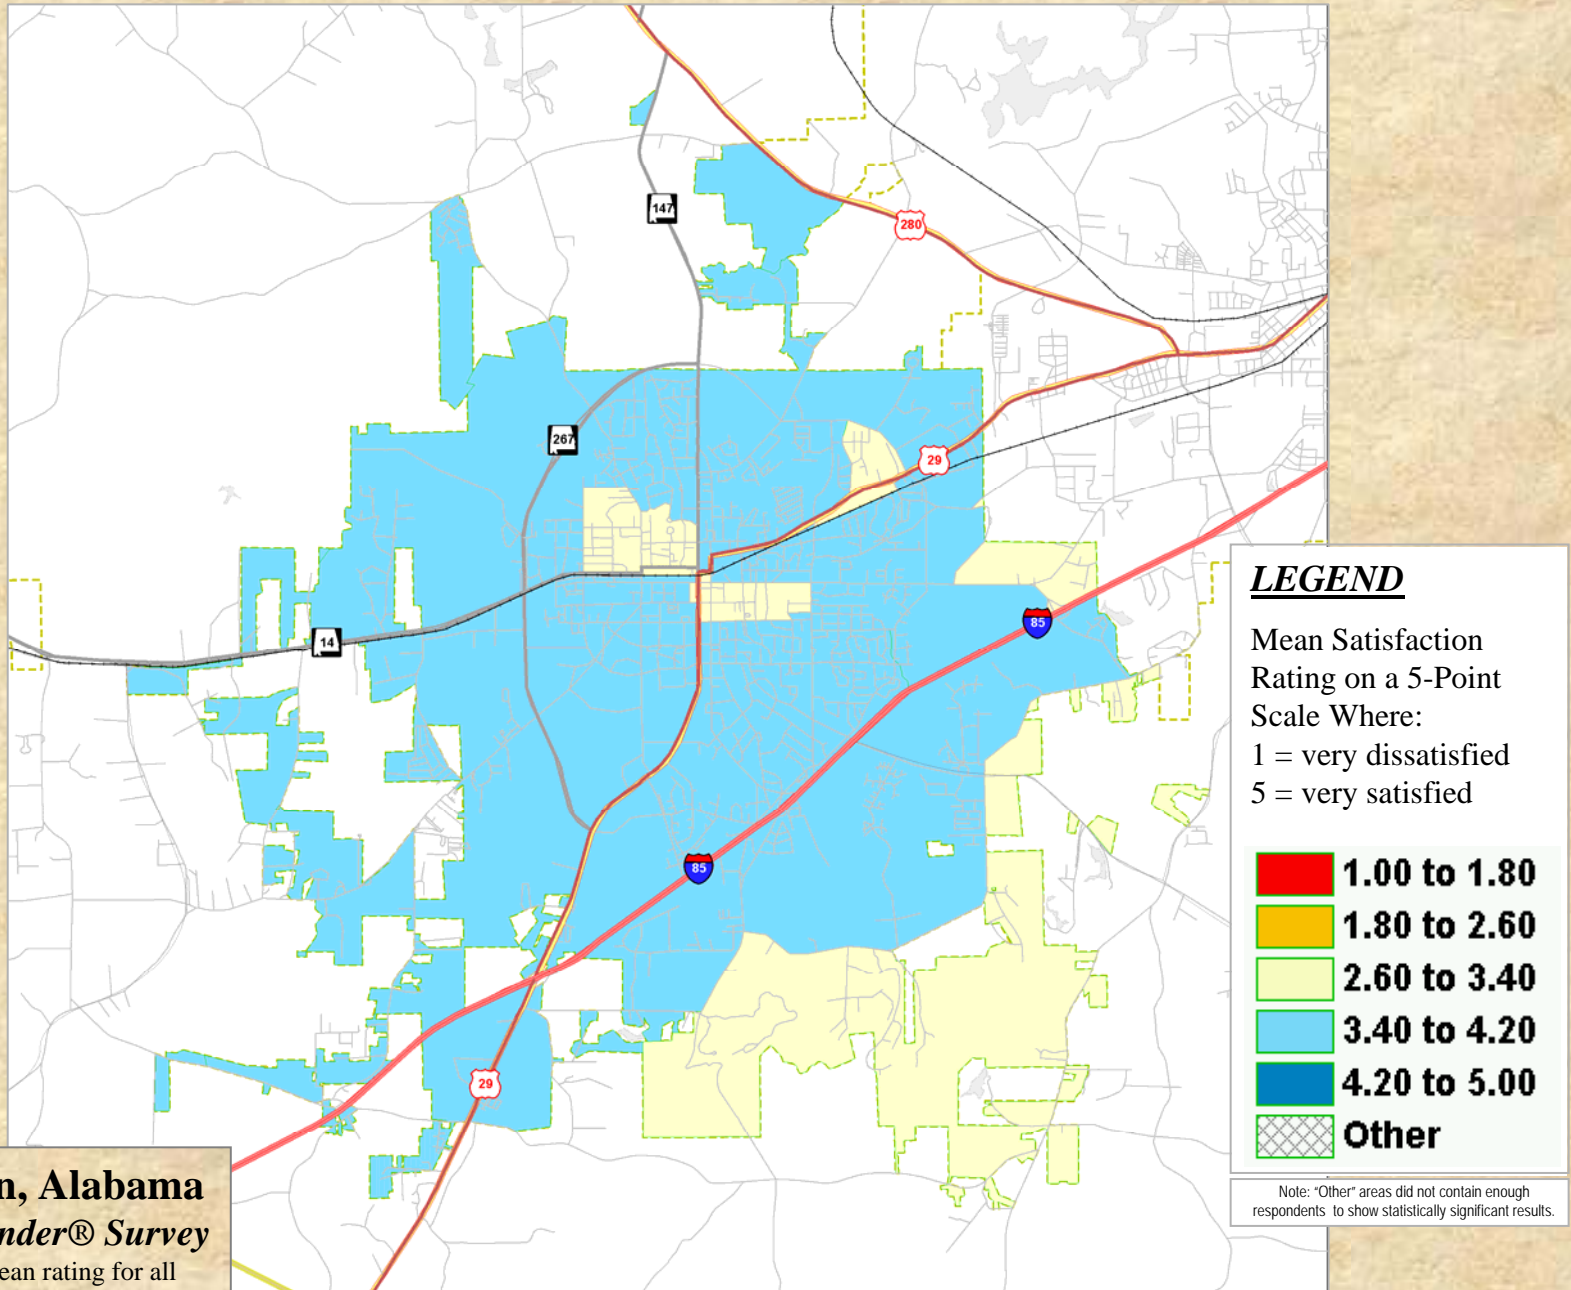 147
280
267
29
14
85
85
29
LEGEND
Mean Satisfaction
Rating on a 5-Point
Scale Where:
1 = very dissatisfied
5 = very satisfied
1.00 to 1.80
1.80 to 2.60
2.60 to 3.40
3.40 to 4.20
4.20 to 5.00
Other
Note: “Other” areas did not contain enough
respondents to show statistically significant results.
n, Alabama
nder® Survey
ean rating for all